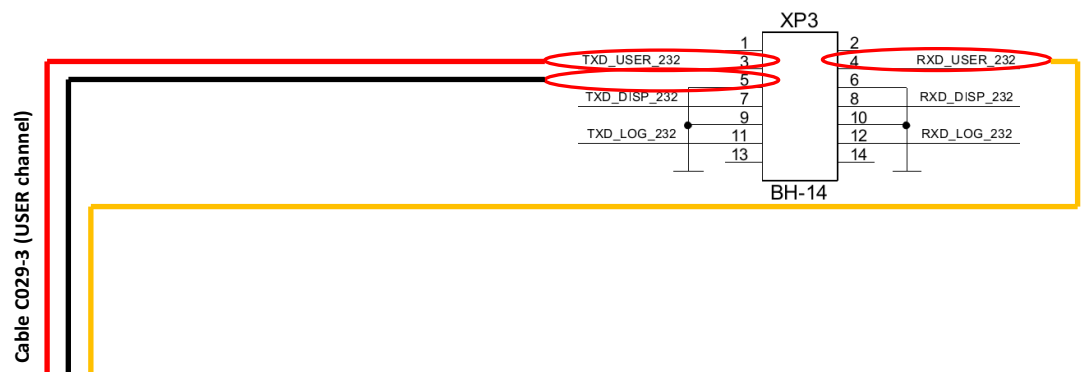 XP3
1 2
TXD_USER_232 3 4 RXD_USER_232
5 6
TXD_DISP_232 7 8 RXD_DISP_232
9 10
TXD_LOG_232 11 12 RXD_LOG_232
13 14
BH-14
Cable C029-3 (USER channel)